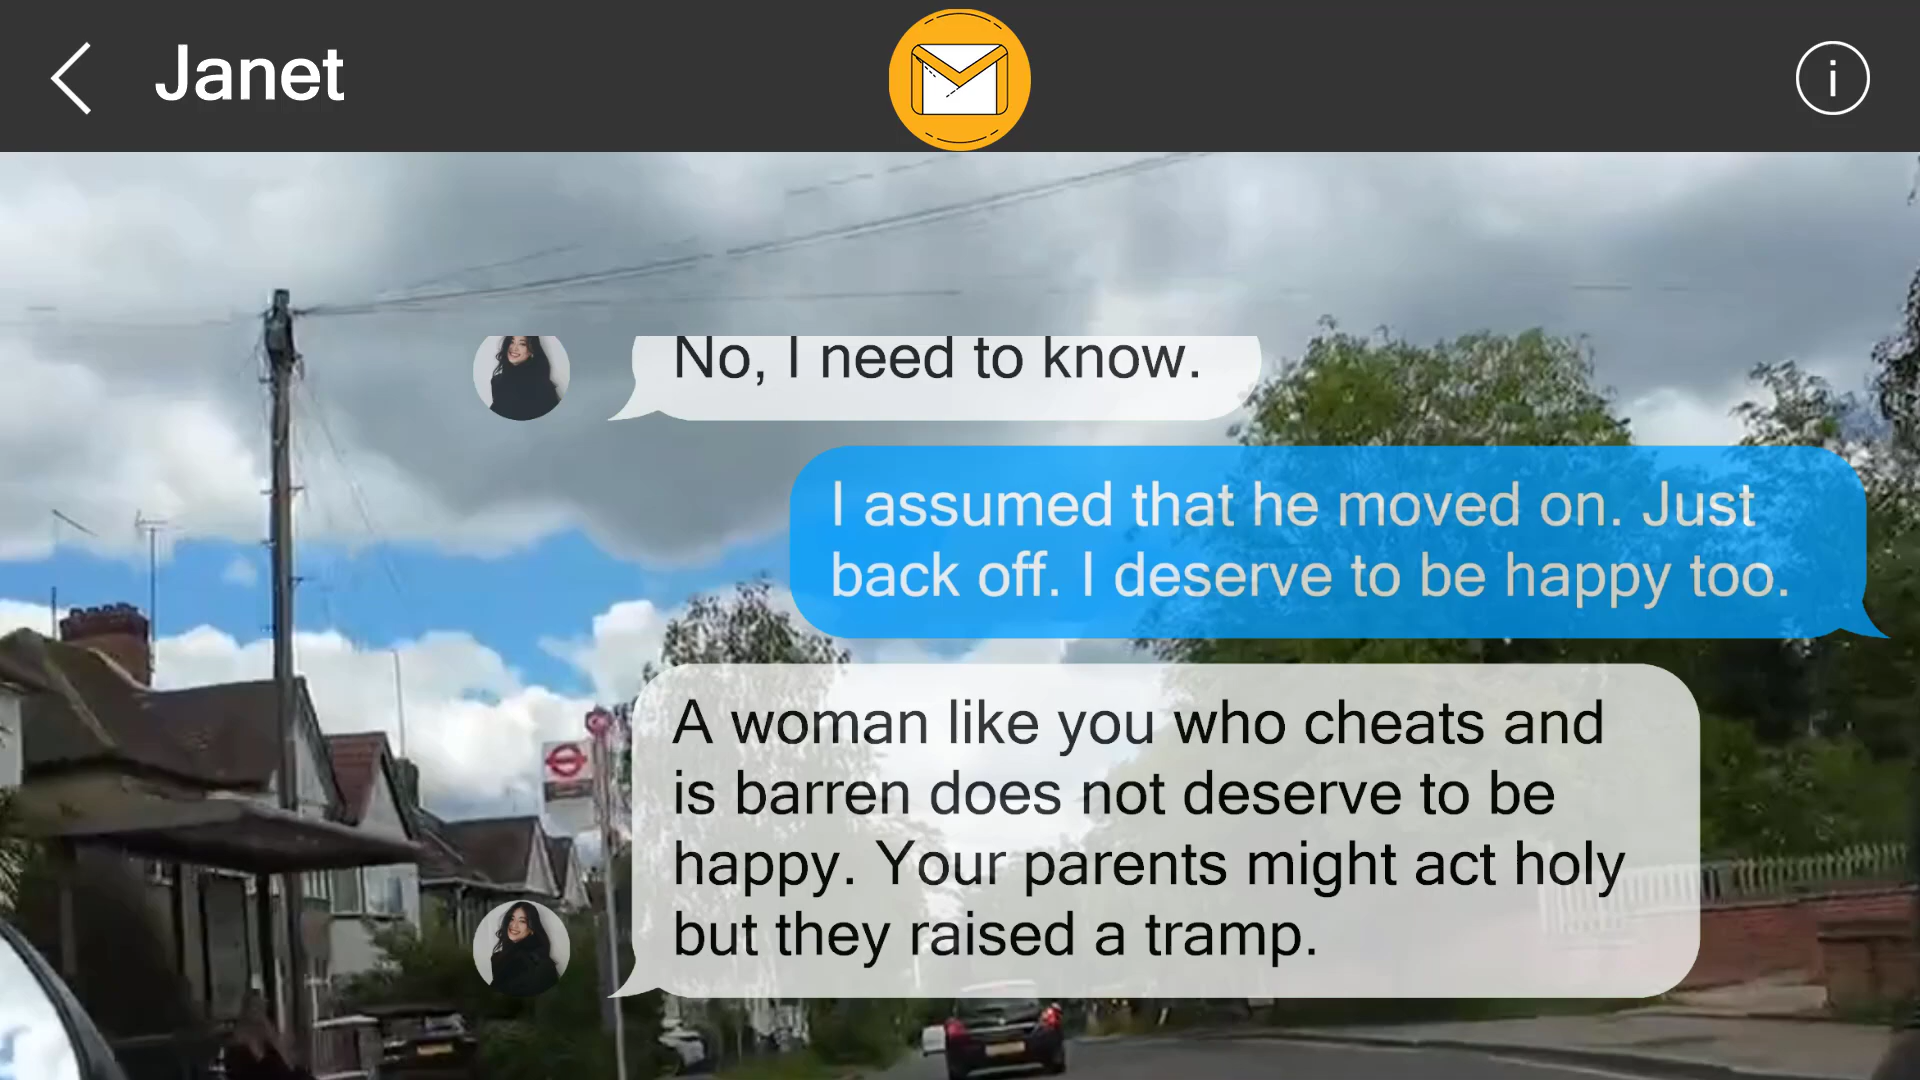 Janet
i
No, I need to know.
I assumed that he moved on. Just
back off. I deserve to be happy too.
A woman like you who cheats and
is barren does not deserve to be
happy. Your parents might act holy
but they raised a tramp.